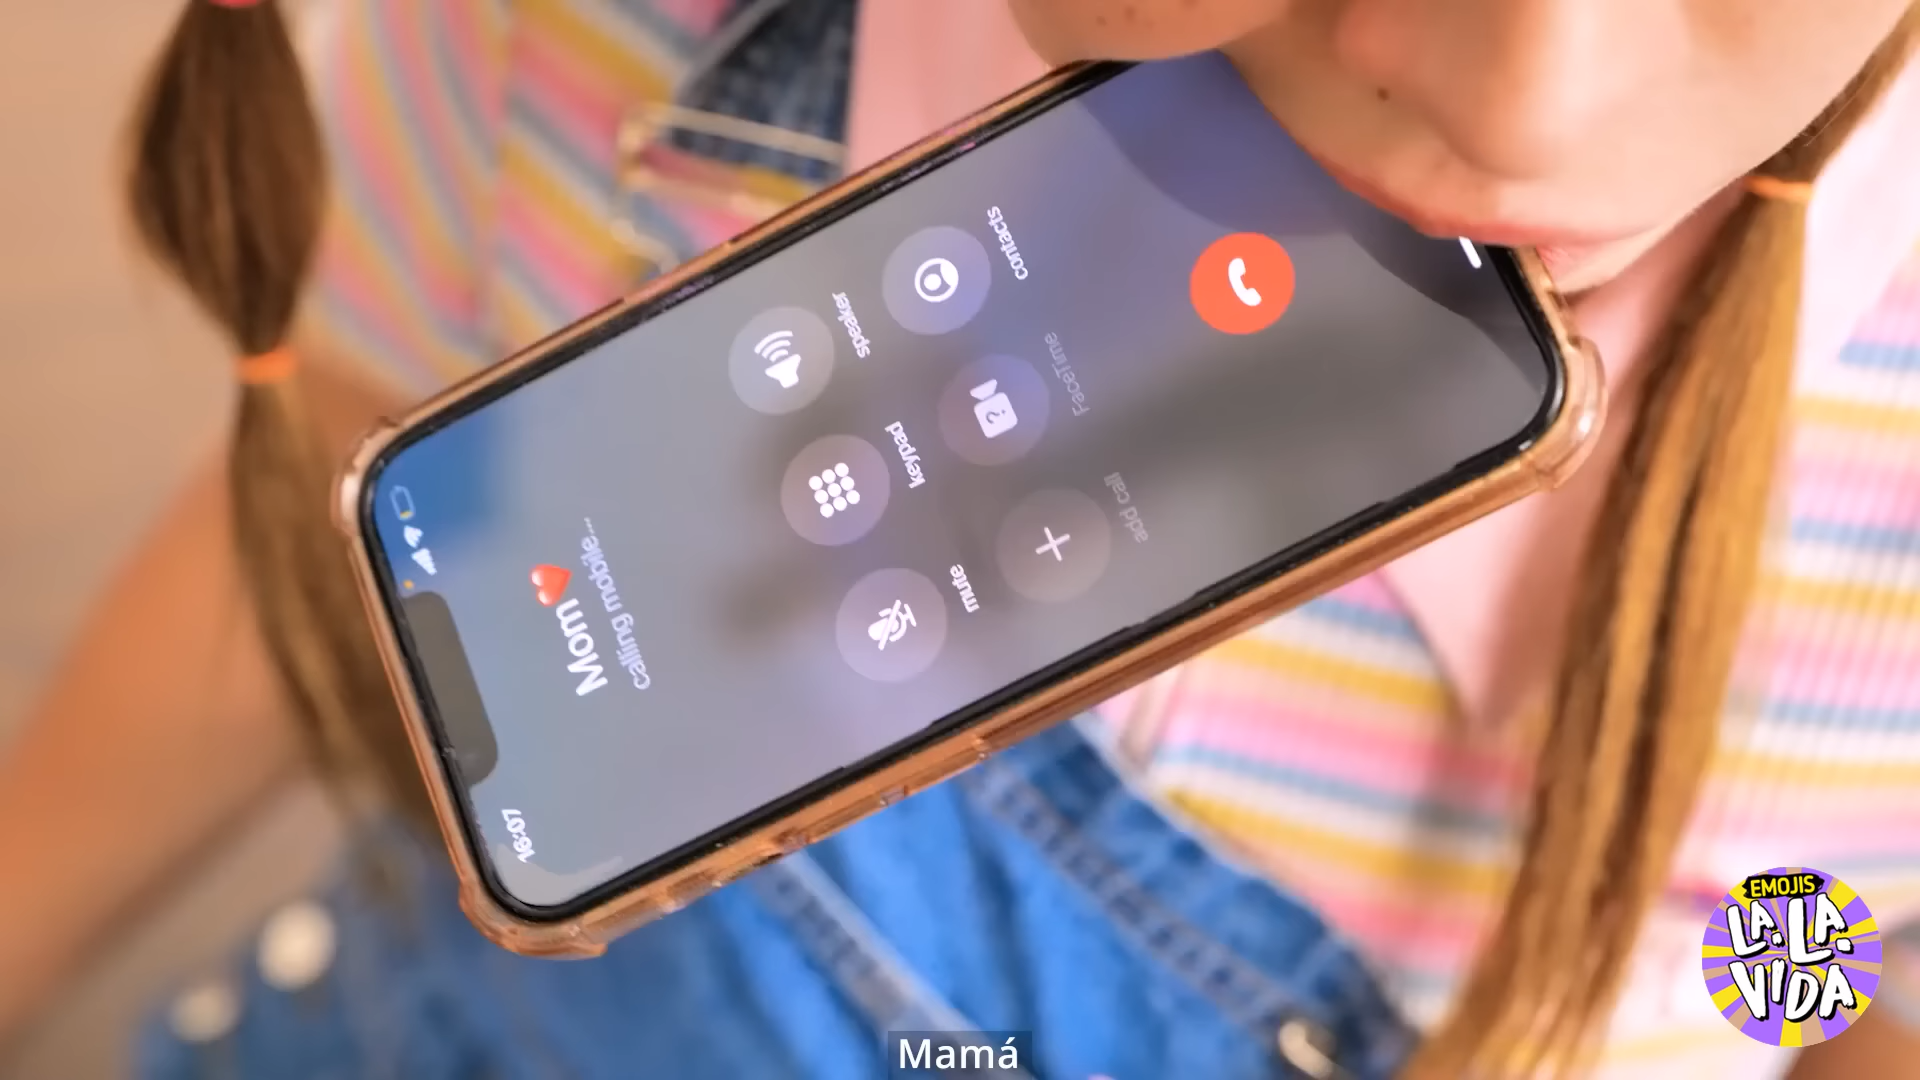 16:07
Mom❤️
calling mobile...
mute
keypad
speaker
add call
FaceTime
contacts
EMOJIS
LA LA
VIDA
Mamá